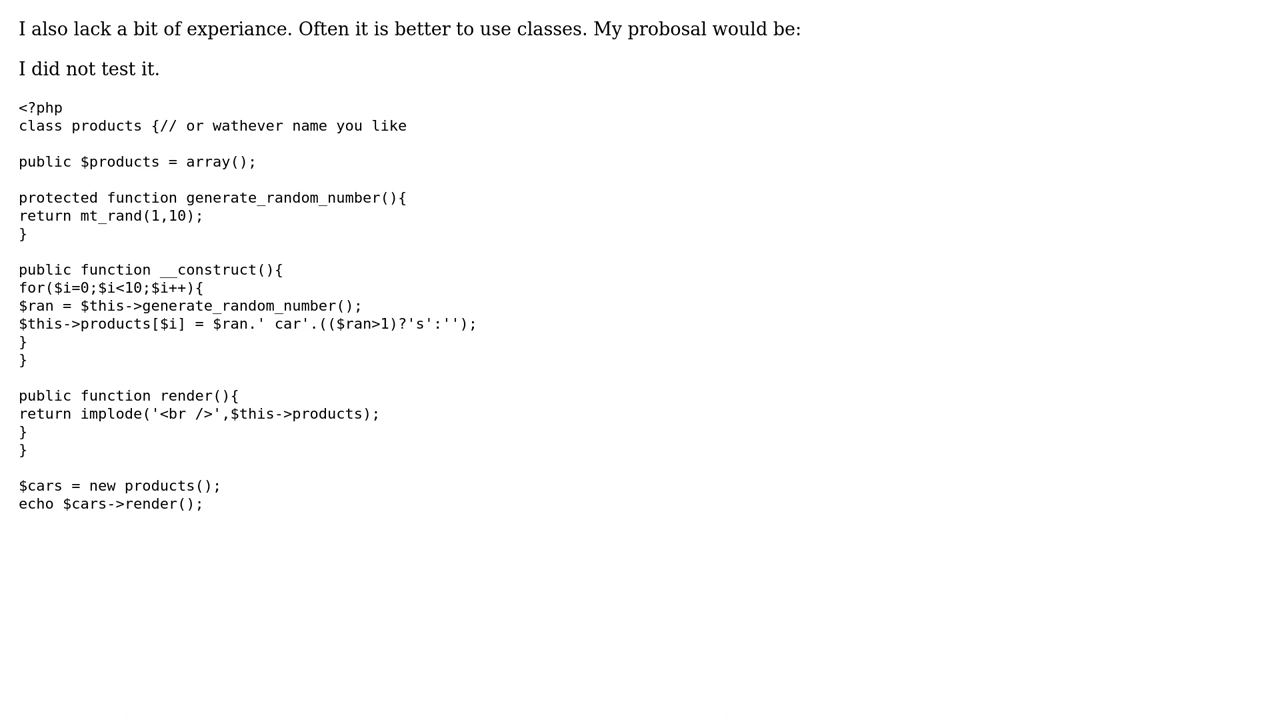 I also lack a bit of experiance. Often it is better to use classes. My probosal would be:
I did not test it.
<?php
class products {// or wathever name you like
public $products = array();
protected function generate_random_number(){
return mt_rand(1,10);
}
public function __construct(){
for($i=0;$i<10;$i++){
$ran = $this->generate_random_number();
$this->products[$i] = $ran.' car'.(($ran>1)?'s':'');
}
}
public function render(){
return implode('<br />',$this->products);
}
}
$cars = new products();
echo $cars->render();